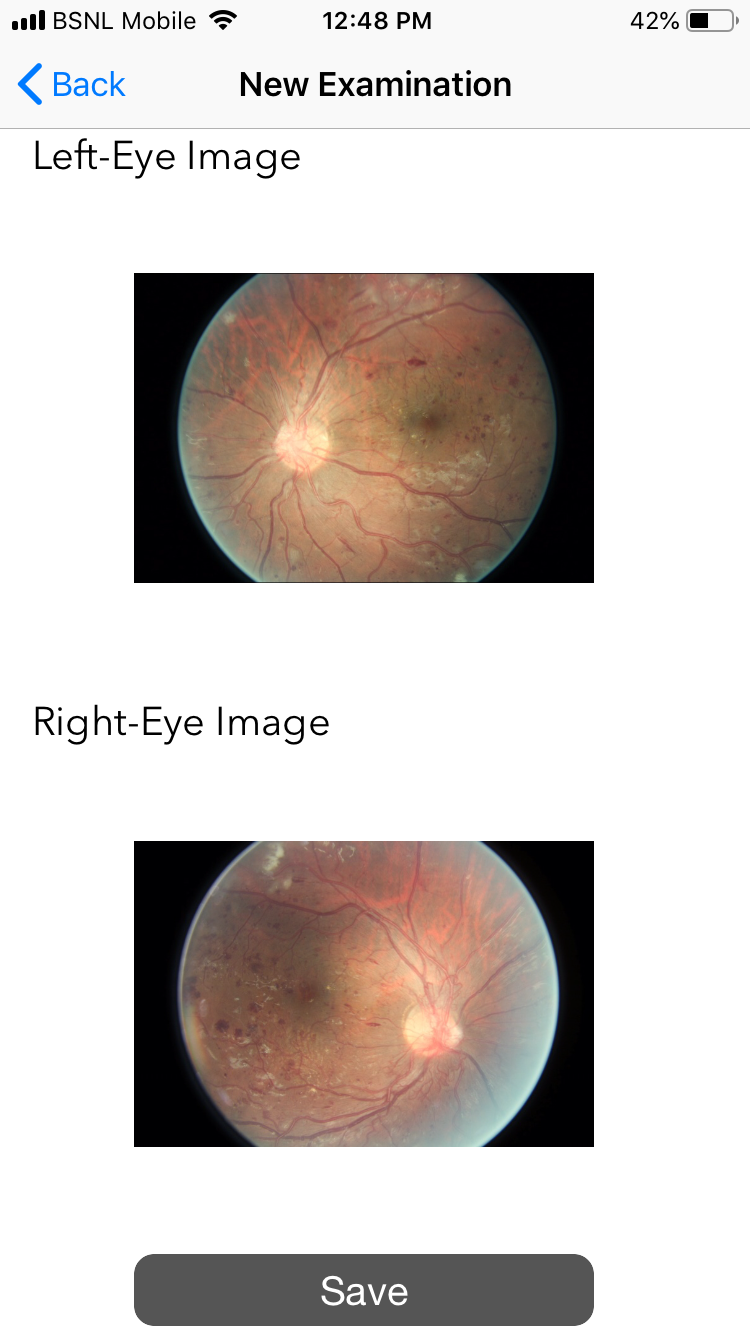 BSNL Mobile 12:48 PM 42%
Back New Examination
Left-Eye Image
Right-Eye Image
Save